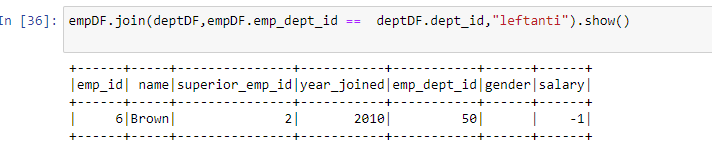 In [36]: empDF.join(deptDF,empDF.emp_dept_id ==  deptDF.dept_id,"leftanti").show()
+------+-----+---------------+-----------+-----------+------+------+
|emp_id| name|superior_emp_id|year_joined|emp_dept_id|gender|salary|
+------+-----+---------------+-----------+-----------+------+------+
|     6|Brown|              2|       2010|         50|      |    -1|
+------+-----+---------------+-----------+-----------+------+------+